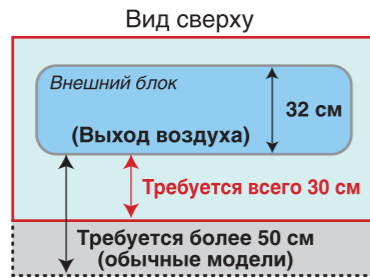 Вид сверху
Внешний блок
32 см
(Выход воздуха)
Требуется всего 30 см
Требуется более 50 см
(обычные модели)